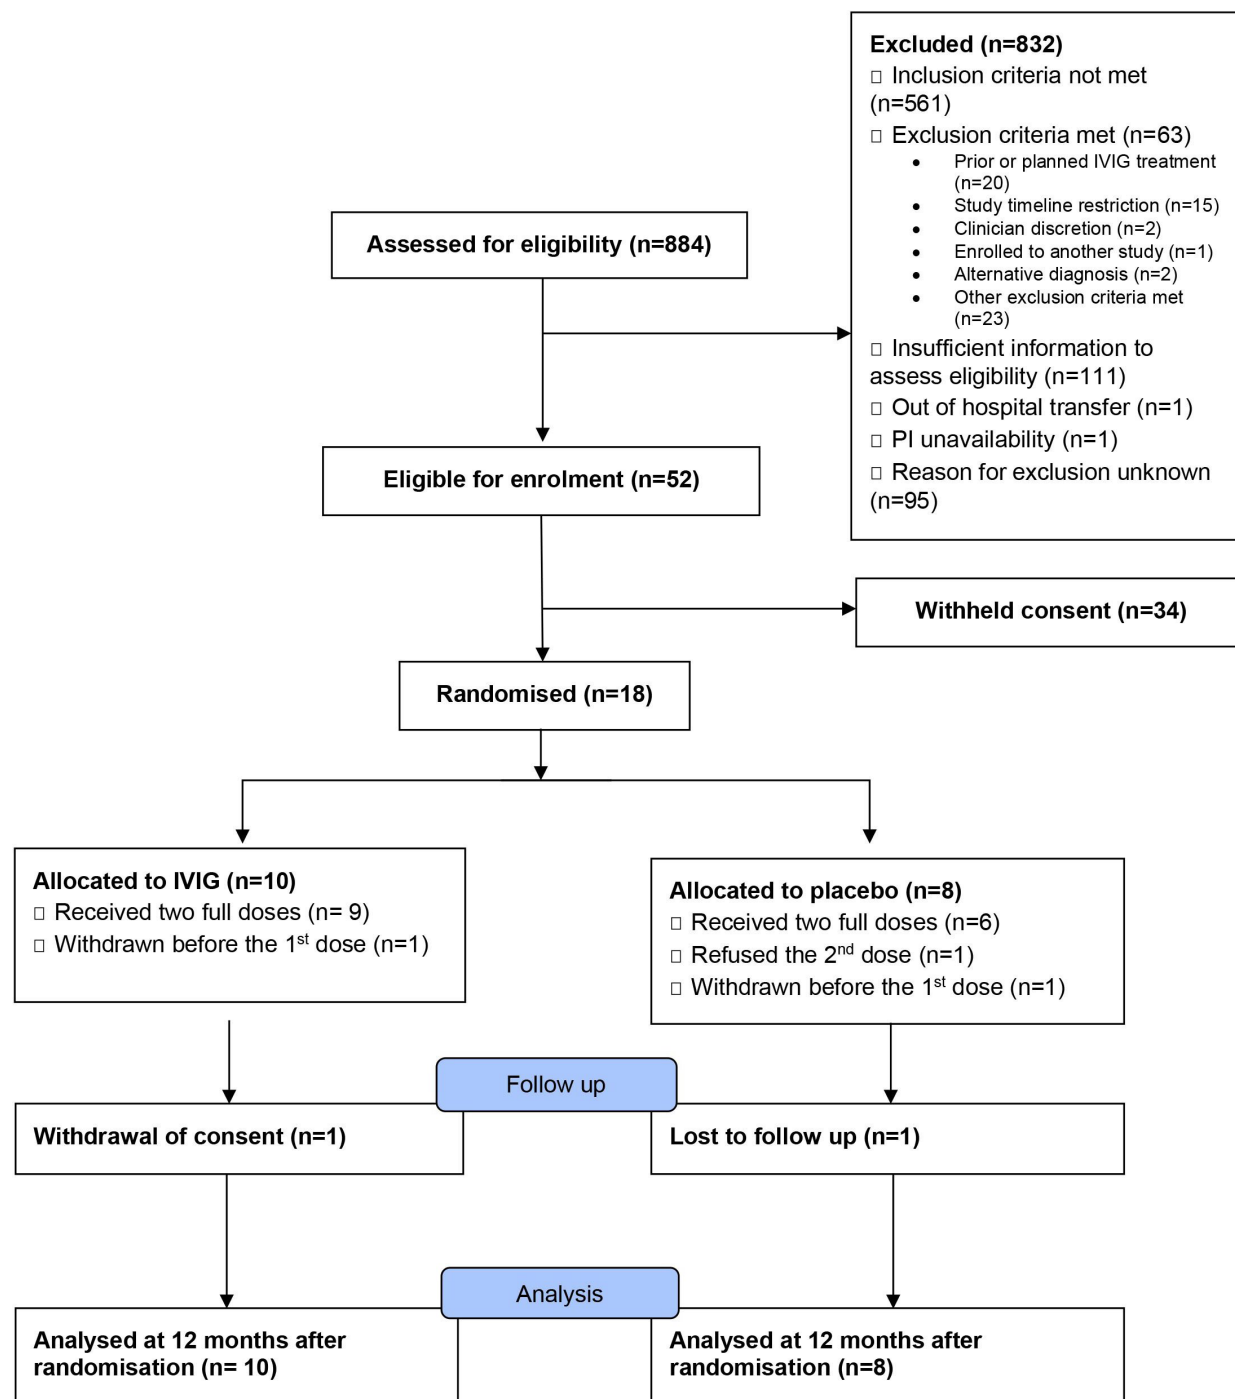 Excluded (n=832)
□ Inclusion criteria not met
(n=561)
□ Exclusion criteria met (n=63)
• Prior or planned IVIG treatment
(n=20)
• Study timeline restriction (n=15)
• Clinician discretion (n=2)
• Enrolled to another study (n=1)
• Alternative diagnosis (n=2)
• Other exclusion criteria met
(n=23)
□ Insufficient information to
assess eligibility (n=111)
□ Out of hospital transfer (n=1)
□ PI unavailability (n=1)
□ Reason for exclusion unknown
(n=95)
Assessed for eligibility (n=884)
Eligible for enrolment (n=52)
Withheld consent (n=34)
Randomised (n=18)
Allocated to IVIG (n=10)
□ Received two full doses (n= 9)
□ Withdrawn before the 1st dose (n=1)
Allocated to placebo (n=8)
□ Received two full doses (n=6)
□ Refused the 2nd dose (n=1)
□ Withdrawn before the 1st dose (n=1)
Follow up
Withdrawal of consent (n=1)
Lost to follow up (n=1)
Analysis
Analysed at 12 months after
randomisation (n= 10)
Analysed at 12 months after
randomisation (n=8)